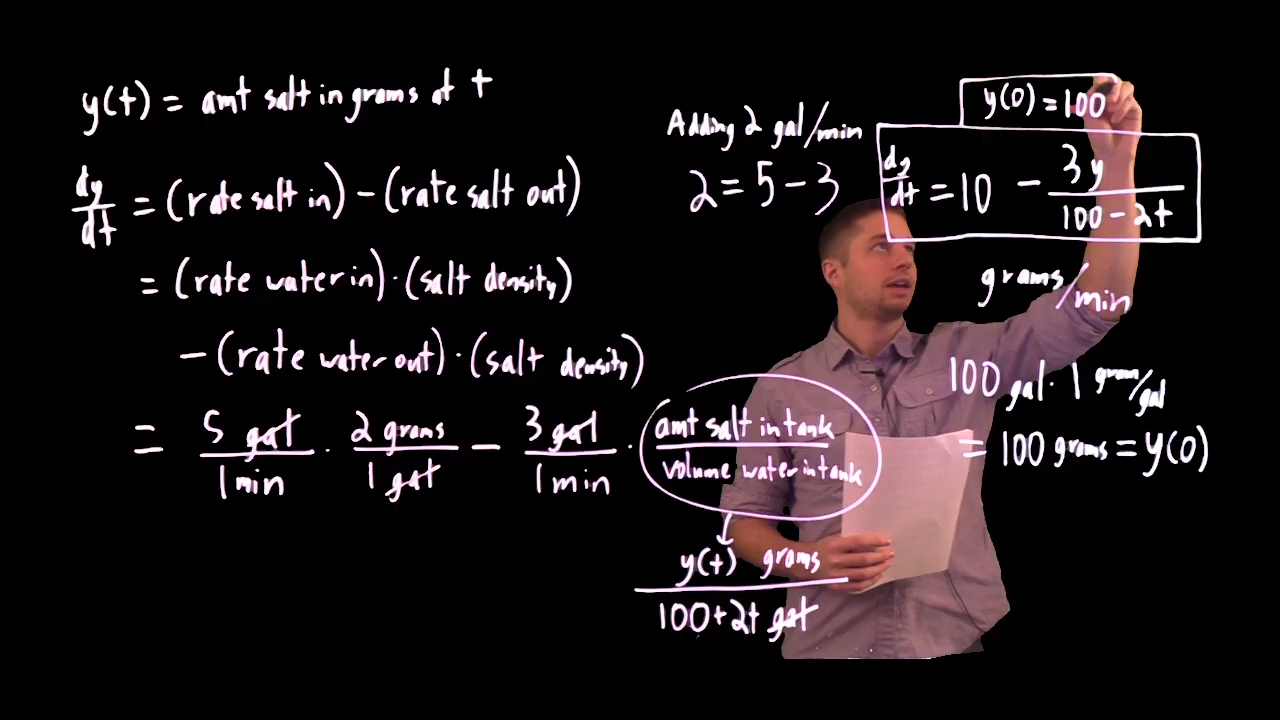 y(t) = amt salt in grams at t
dy/dt = (rate salt in) - (rate salt out)
= (rate water in) · (salt density)
- (rate water out) · (salt density)
= 5 gal/1 min · 2 grams/1 gal - 3 gal/1 min · amt salt in tank/volume water in tank
y(t) grams/100+2t gal
Adding 2 gal/min
2 = 5 - 3
y(0) = 100
dy/dt = 10 - 3y/100 - 2t
grams/min
100 gal · 1 gram/gal
= 100 grams = y(0)